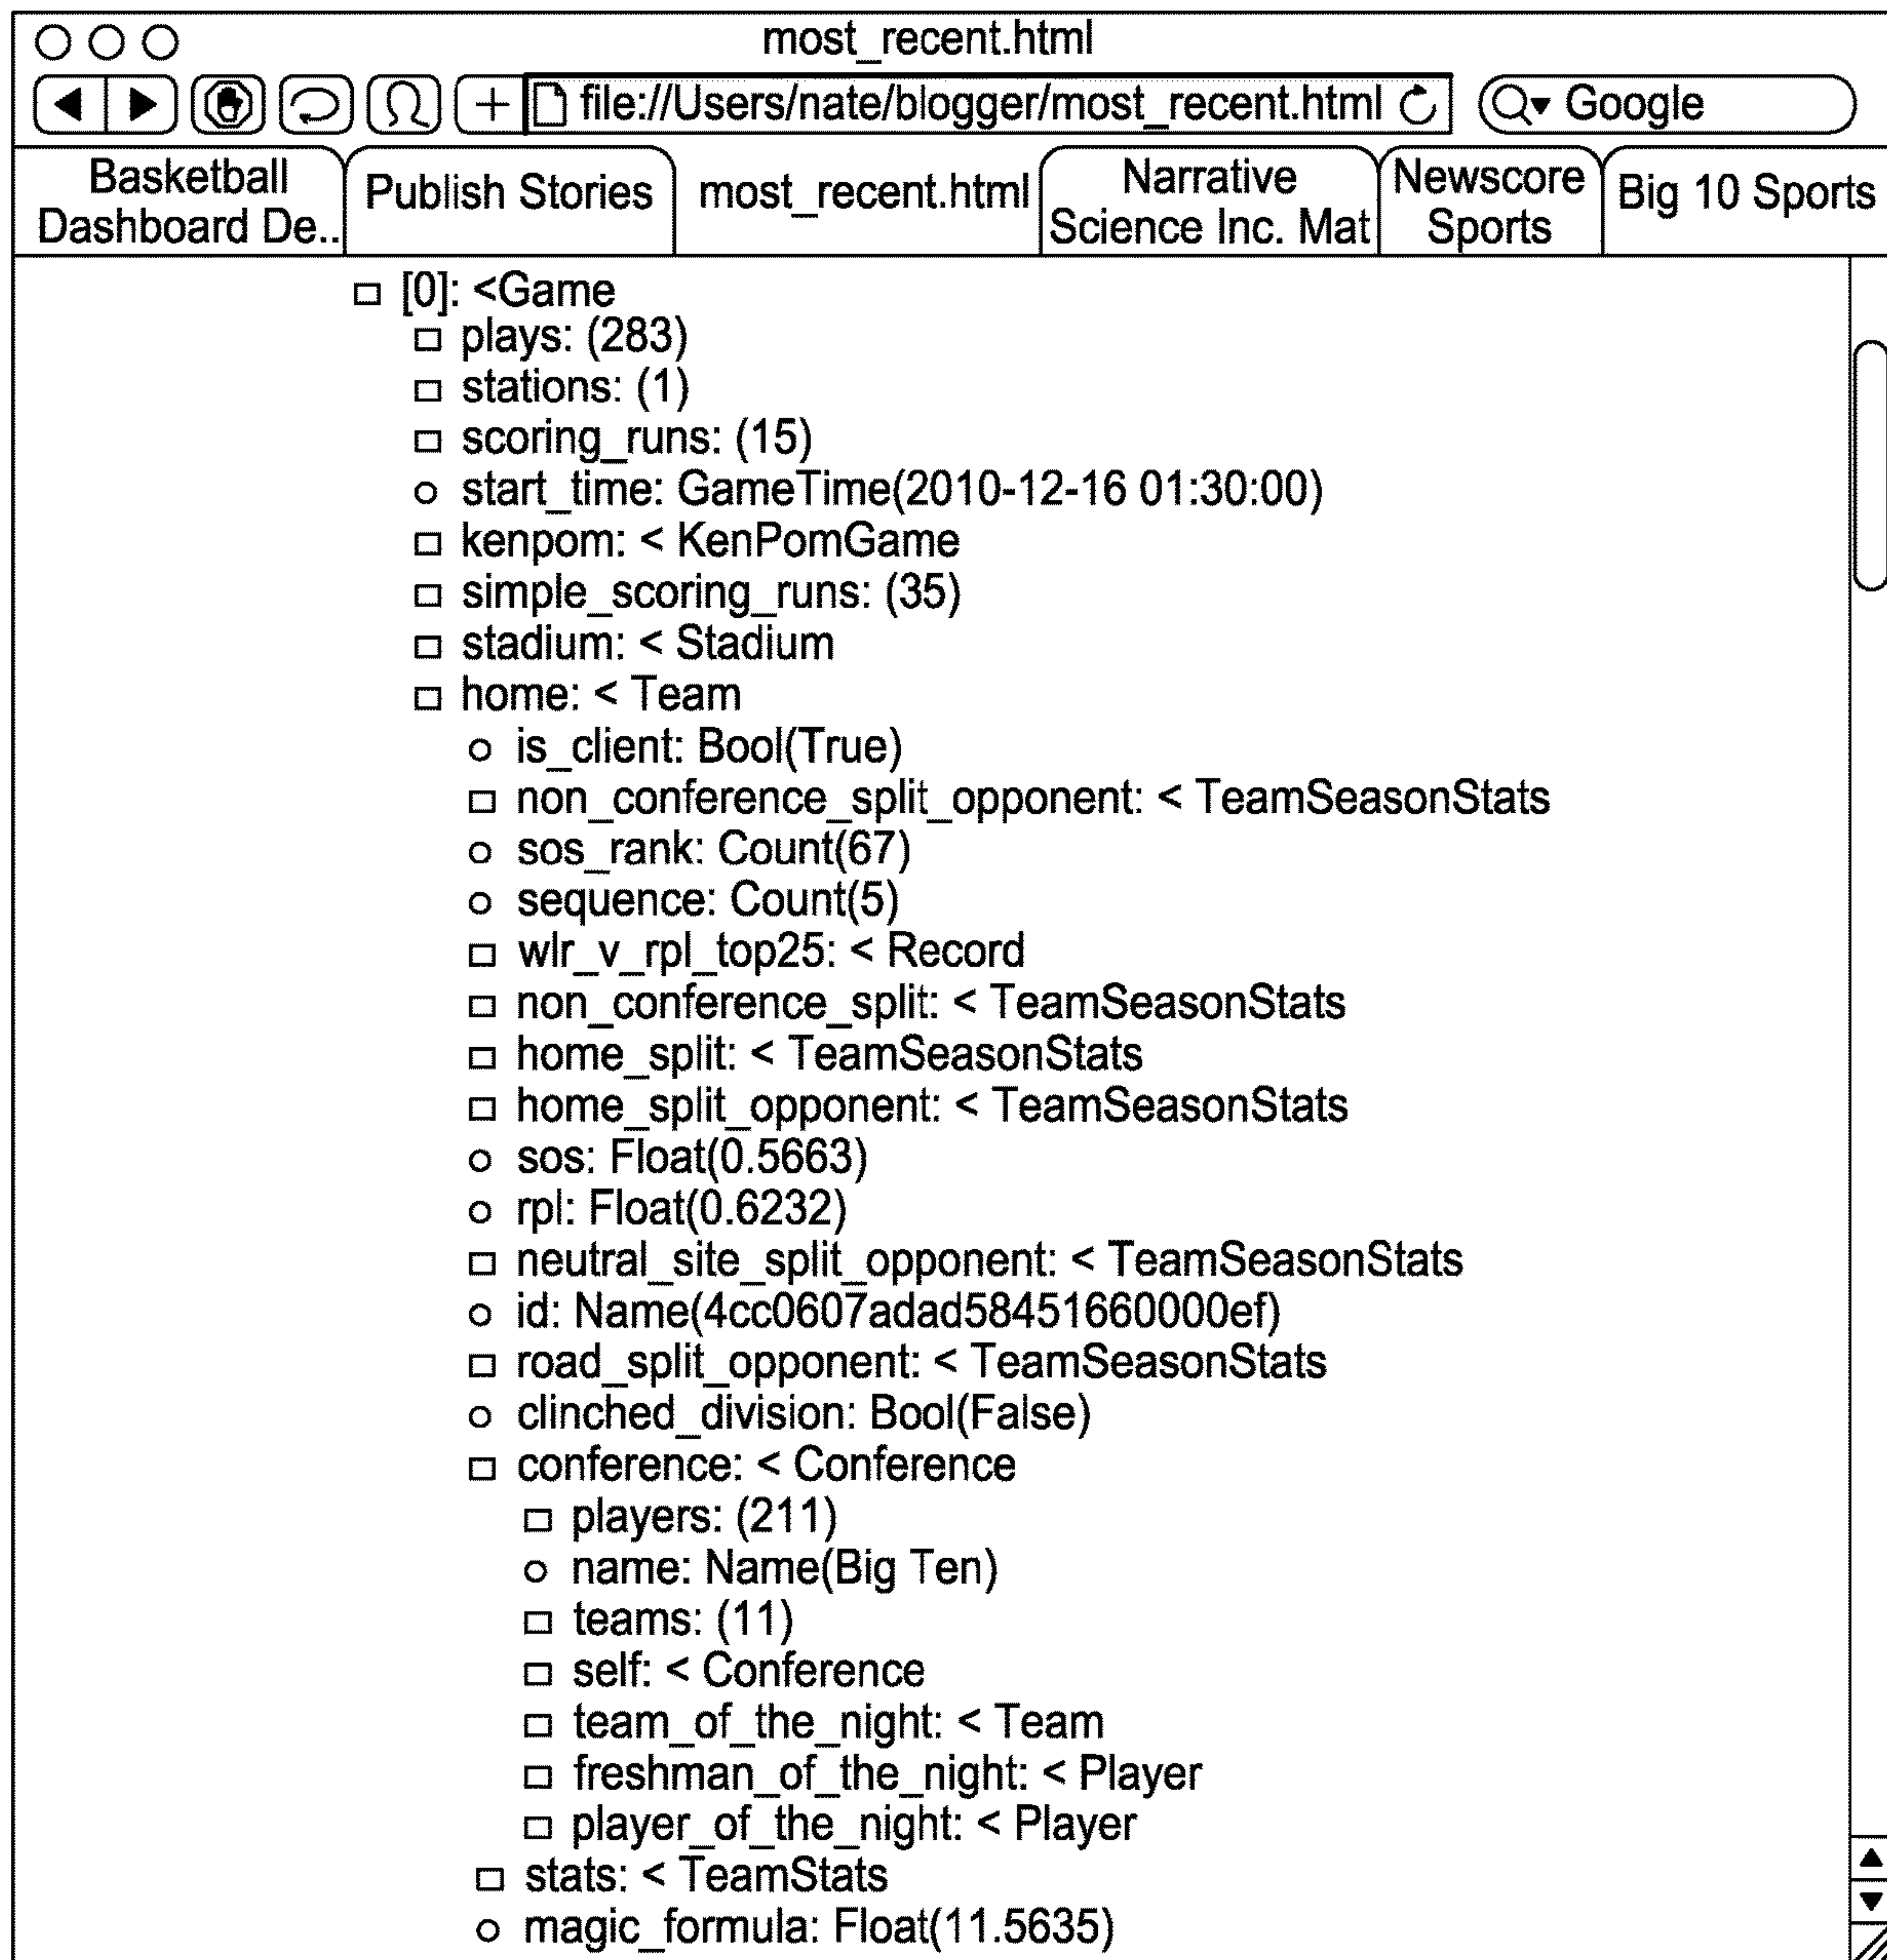 most_recent.html
file://Users/nate/blogger/most_recent.html
Google
Basketball
Dashboard De..
Publish Stories
most_recent.html
Narrative
Science Inc. Mat
Newscore
Sports
Big 10 Sports
[0]: <Game
plays: (283)
stations: (1)
scoring_runs: (15)
start_time: GameTime(2010-12-16 01:30:00)
kenpom: < KenPomGame
simple_scoring_runs: (35)
stadium: < Stadium
home: < Team
is_client: Bool(True)
non_conference_split_opponent: < TeamSeasonStats
sos_rank: Count(67)
sequence: Count(5)
wlr_v_rpl_top25: < Record
non_conference_split: < TeamSeasonStats
home_split: < TeamSeasonStats
home_split_opponent: < TeamSeasonStats
sos: Float(0.5663)
rpl: Float(0.6232)
neutral_site_split_opponent: < TeamSeasonStats
id: Name(4cc0607adad58451660000ef)
road_split_opponent: < TeamSeasonStats
clinched_division: Bool(False)
conference: < Conference
players: (211)
name: Name(Big Ten)
teams: (11)
self: < Conference
team_of_the_night: < Team
freshman_of_the_night: < Player
player_of_the_night: < Player
stats: < TeamStats
magic_formula: Float(11.5635)